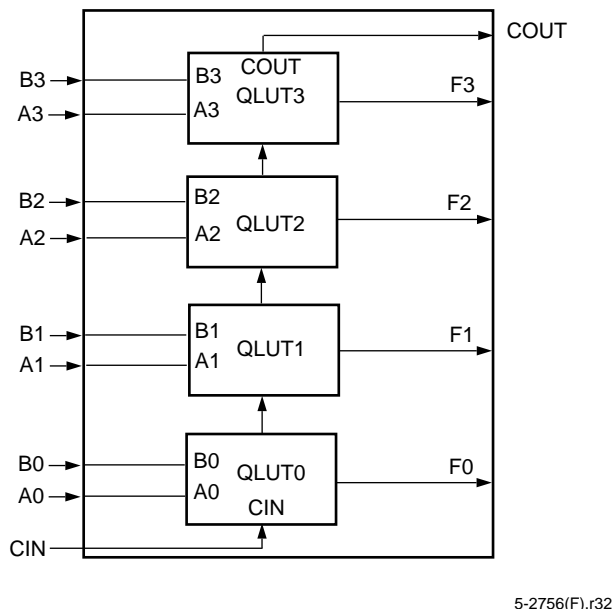 COUT
COUT
B3
B3
QLUT3
F3
A3
A3
B2
B2
QLUT2
F2
A2
A2
B1
B1
QLUT1
F1
A1
A1
B0
B0
QLUT0
F0
A0
A0
CIN
CIN
5-2756(F).r32